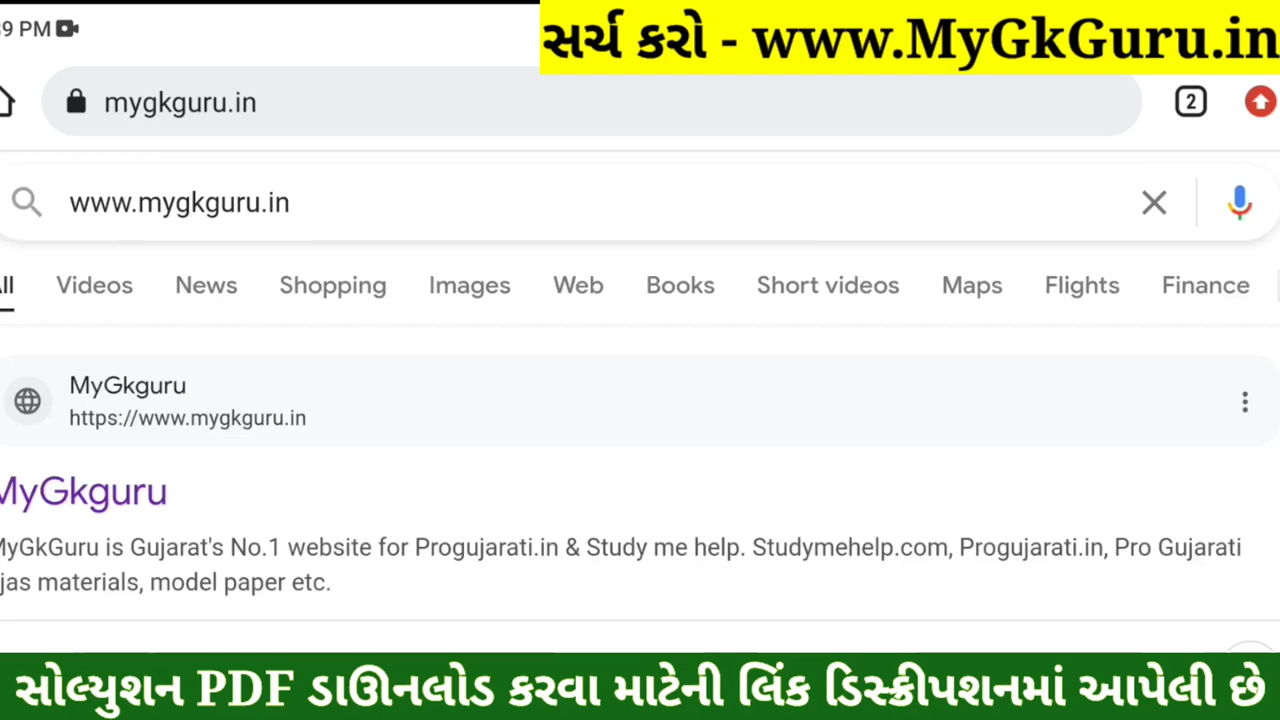 9 PM
સર્ચ કરો - www.MyGkGuru.in
mygkguru.in
2
www.mygkguru.in
All Videos News Shopping Images Web Books Short videos Maps Flights Finance
MyGkguru
https://www.mygkguru.in
MyGkguru
MyGkGuru is Gujarat's No.1 website for Progujarati.in & Study me help. Studymehelp.com, Progujarati.in, Pro Gujarati
jas materials, model paper etc.
સોલ્યુશન PDF ડાઊનલોડ કરવા માટેની લિંક ડિસ્ક્રીપશનમાં આપેલી છે